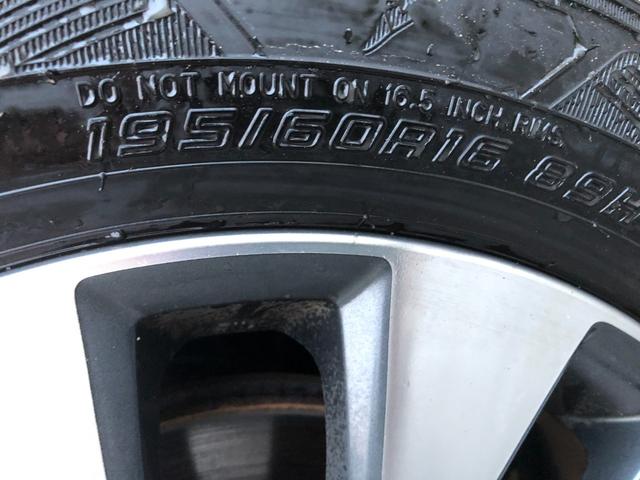 DO NOT MOUNT ON 16.5 INCH RIMS.
195/60R16 89H